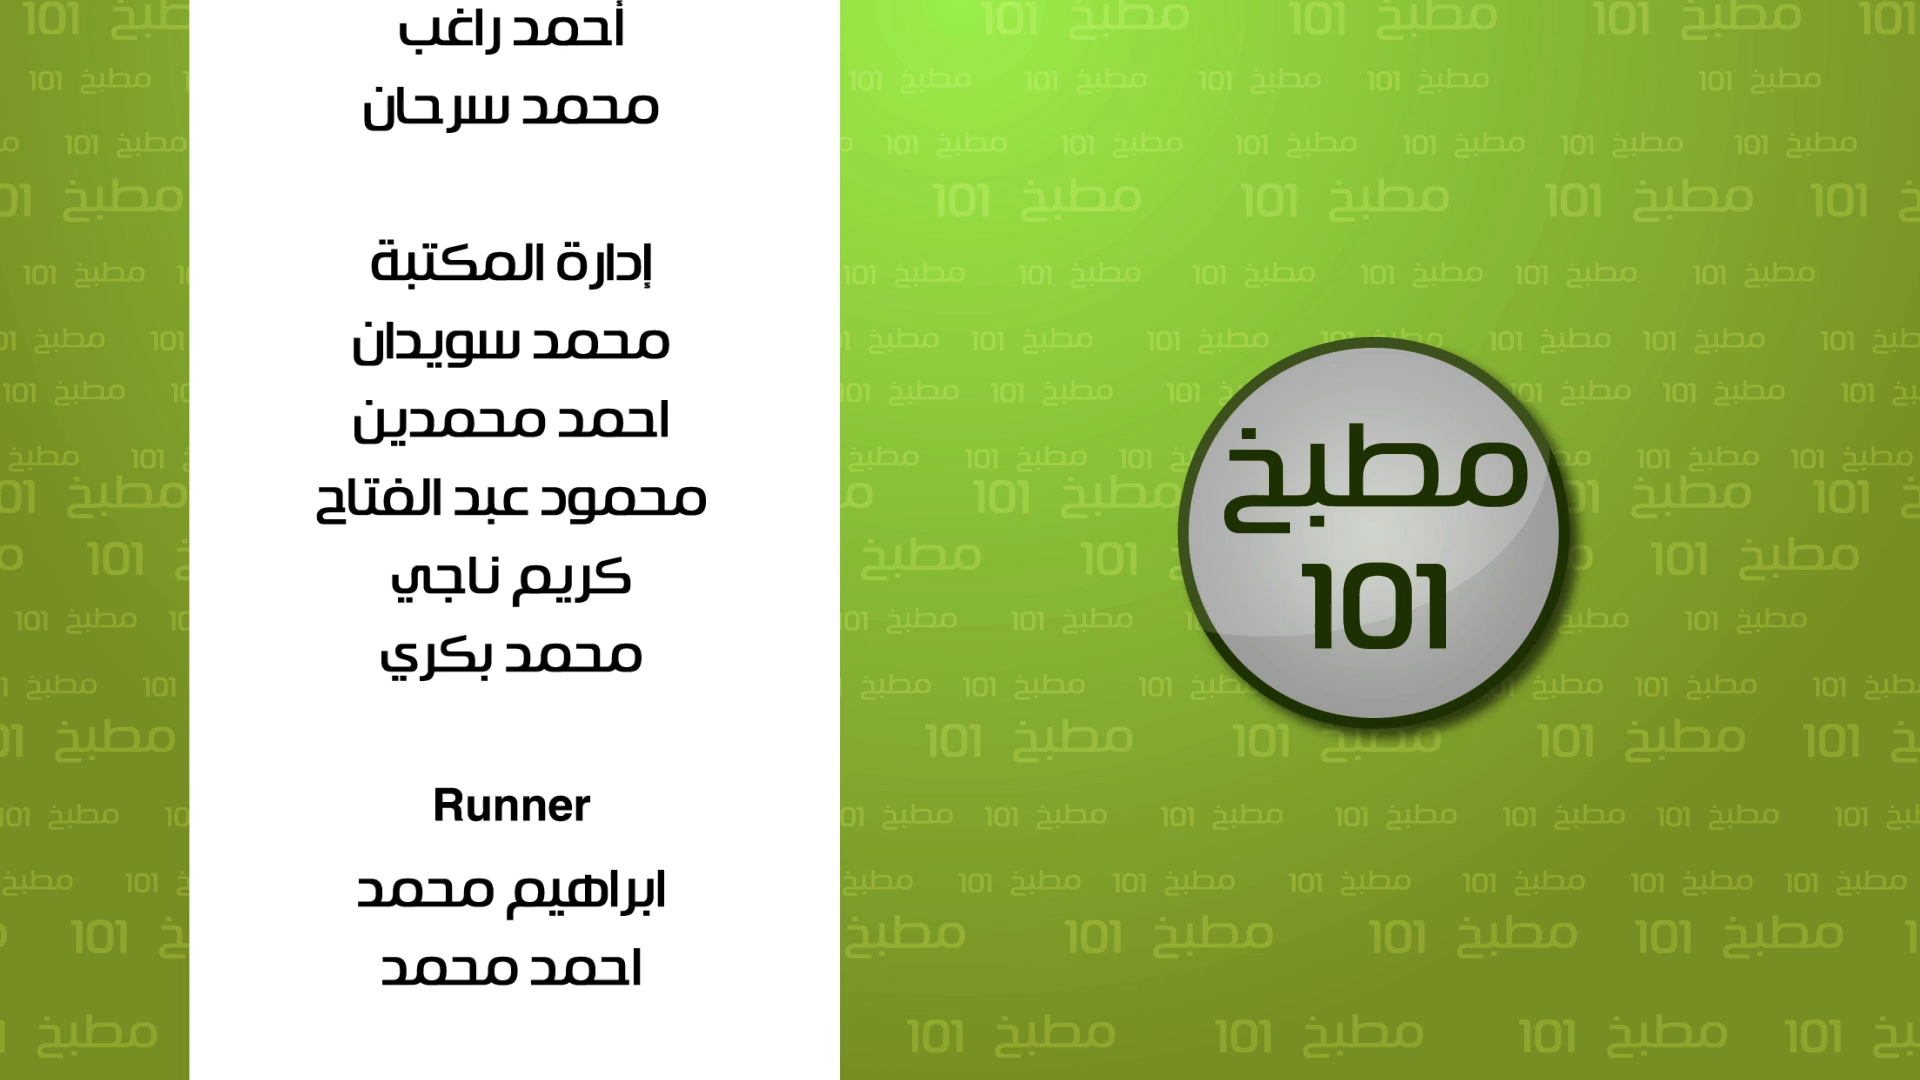 أحمد راغب
محمد سرحان
إدارة المكتبة
محمد سويدان
احمد محمدين
محمود عبد الفتاح
كريم ناجي
محمد بكري
Runner
ابراهيم محمد
احمد محمد
مطبخ
101